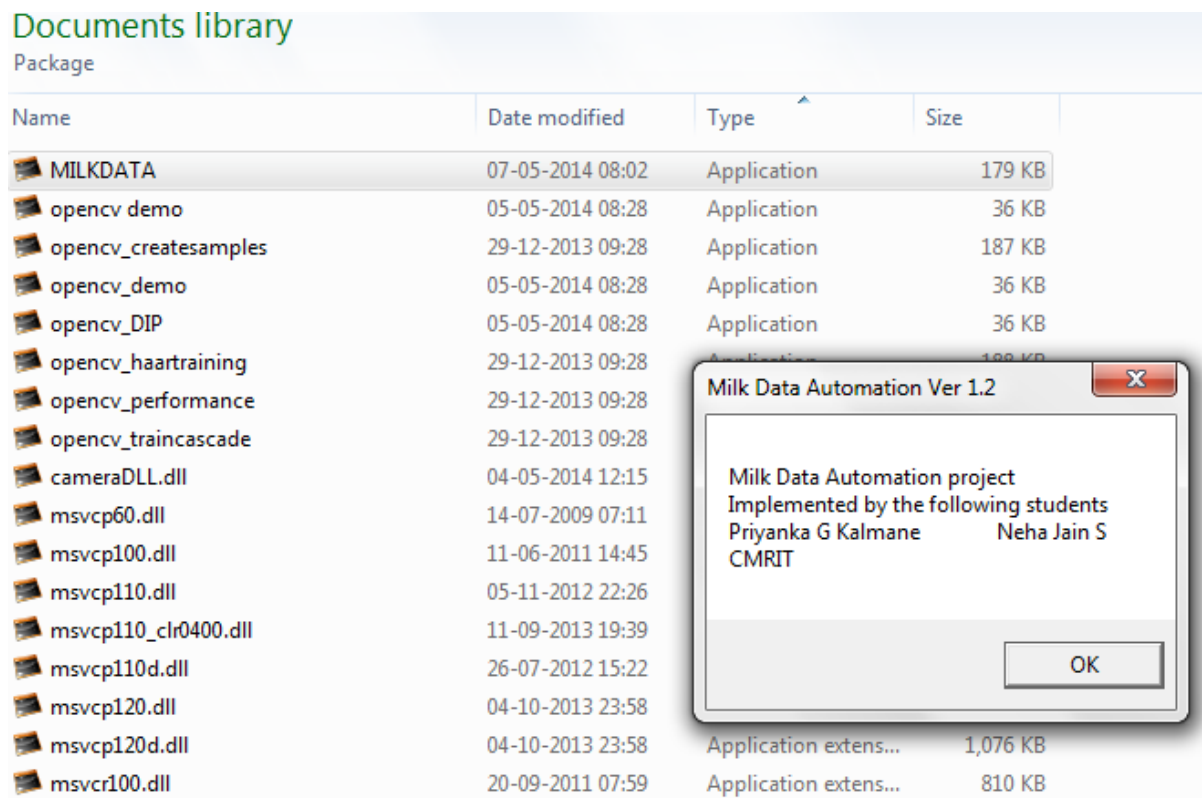 Documents library
Package
Name Date modified Type Size
MILKDATA 07-05-2014 08:02 Application 179 KB
opencv demo 05-05-2014 08:28 Application 36 KB
opencv_createsamples 29-12-2013 09:28 Application 187 KB
opencv_demo 05-05-2014 08:28 Application 36 KB
opencv_DIP 05-05-2014 08:28 Application 36 KB
opencv_haartraining 29-12-2013 09:28 Application 188 KB
opencv_performance 29-12-2013 09:28
opencv_traincascade 29-12-2013 09:28
cameraDLL.dll 04-05-2014 12:15
msvcp60.dll 14-07-2009 07:11
msvcp100.dll 11-06-2011 14:45
msvcp110.dll 05-11-2012 22:26
msvcp110_clr0400.dll 11-09-2013 19:39
msvcp110d.dll 26-07-2012 15:22
msvcp120.dll 04-10-2013 23:58
msvcp120d.dll 04-10-2013 23:58 Application extens... 1,076 KB
msvcr100.dll 20-09-2011 07:59 Application extens... 810 KB
Milk Data Automation Ver 1.2
Milk Data Automation project
Implemented by the following students
Priyanka G Kalmane Neha Jain S
CMRIT
OK